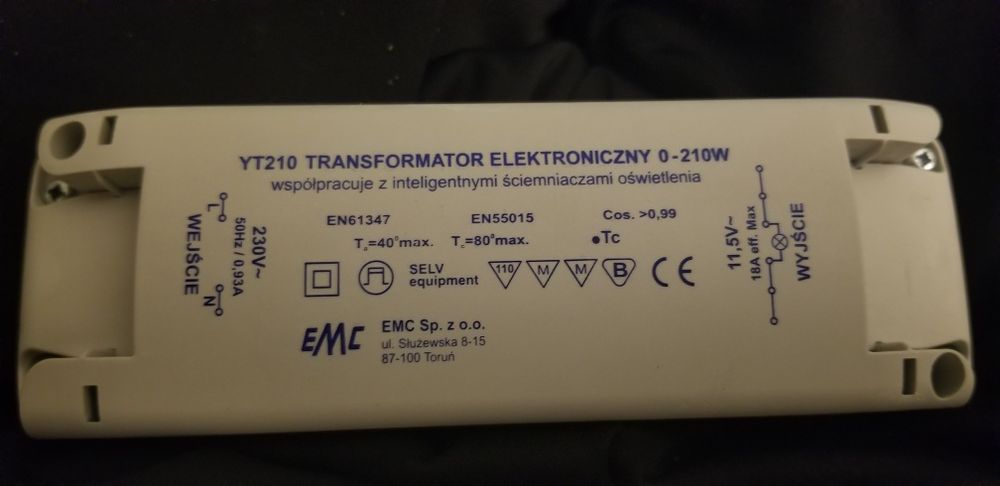 YT210 TRANSFORMATOR ELEKTRONICZNY 0-210W
współpracuje z inteligentnymi ściemniaczami oświetlenia
EN61347 EN55015 Cos. >0,99
Ta=40°max. Tc=80°max. •Tc
L N
230V~
50Hz / 0,93A
WEJŚCIE
SELV
equipment
110 M M B CE
11,5V~
18A eff. Max
WYJŚCIE
EMC EMC Sp. z o.o.
ul. Służewska 8-15
87-100 Toruń